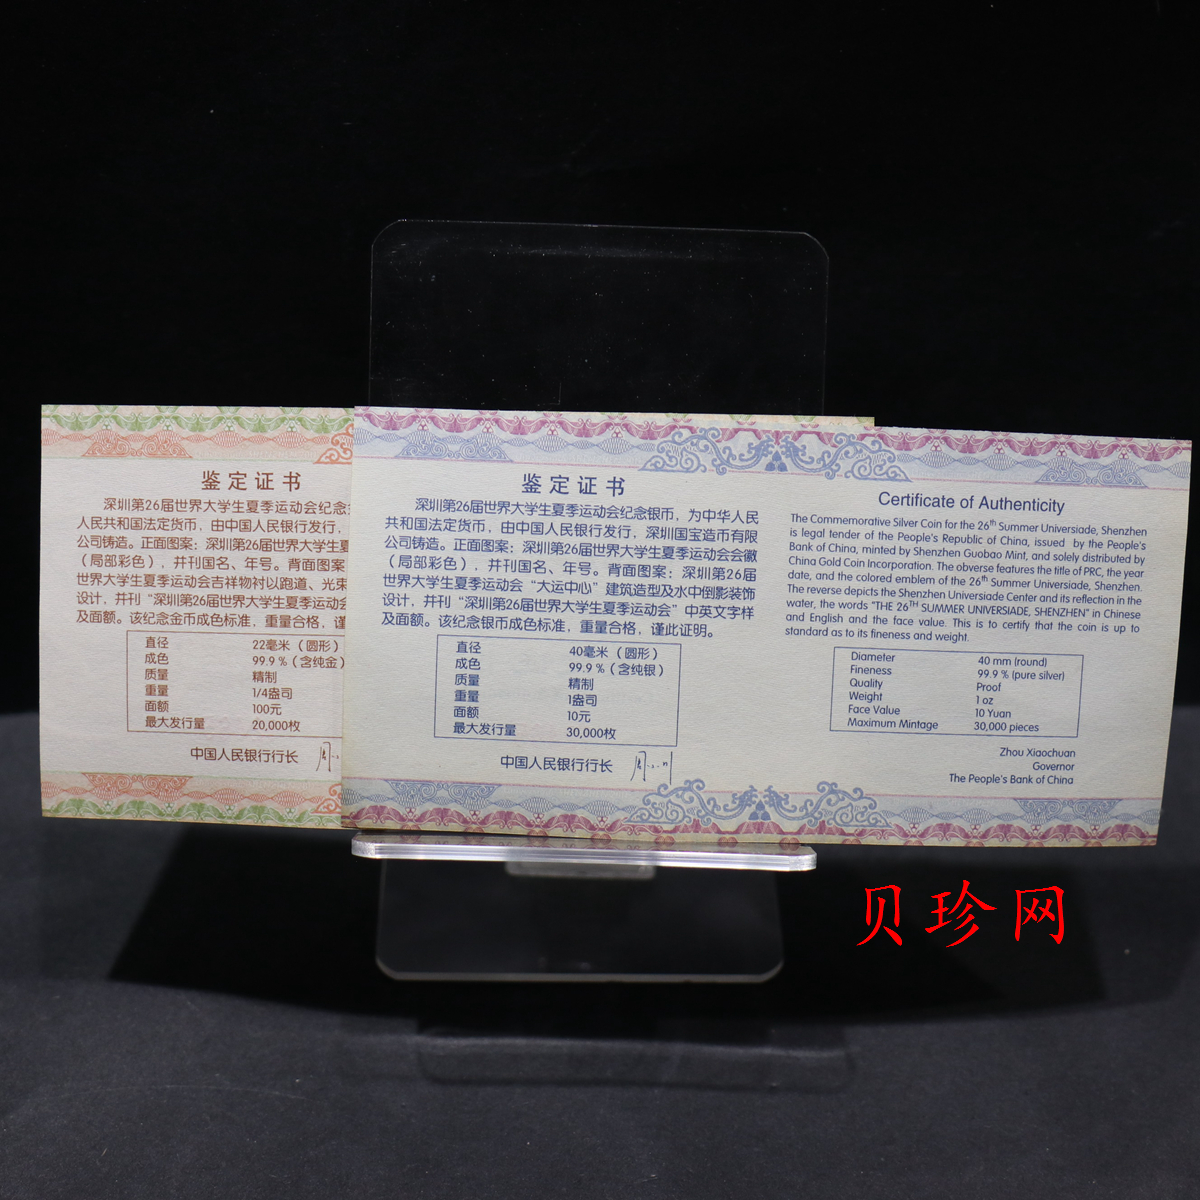 鉴定证书
深圳第26届世界大学生夏季运动会纪念
人民共和国法定货币，由中国人民银行发行，
公司铸造。正面图案：深圳第26届世界大学生
（局部彩色），并刊国名、年号。背面图案
世界大学生夏季运动会吉祥物衬以跑道、光束
设计，并刊“深圳第26届世界大学生夏季运动会
及面额。该纪念金币成色标准，重量合格，谨
直径 22毫米（圆形）
成色 99.9％（含纯金）
质量 精制
重量 1/4盎司
面额 100元
最大发行量 20,000枚
中国人民银行行长
鉴定证书
深圳第26届世界大学生夏季运动会纪念银币，为中华人民
共和国法定货币，由中国人民银行发行，深圳国宝造币有限
公司铸造。正面图案：深圳第26届世界大学生夏季运动会会徽
（局部彩色），并刊国名、年号。背面图案：深圳第26届
世界大学生夏季运动会“大运中心”建筑造型及水中倒影装饰
设计，并刊“深圳第26届世界大学生夏季运动会”中英文字样
及面额。该纪念银币成色标准，重量合格，谨此证明。
直径 40毫米（圆形）
成色 99.9％（含纯银）
质量 精制
重量 1盎司
面额 10元
最大发行量 30,000枚
中国人民银行行长
Certificate of Authenticity
The Commemorative Silver Coin for the 26th Summer Universiade, Shenzhen
is legal tender of the People's Republic of China, issued by the People's
Bank of China, minted by Shenzhen Guobao Mint, and solely distributed by
China Gold Coin Incorporation. The obverse features the title of PRC, the year
date, and the colored emblem of the 26th Summer Universiade, Shenzhen.
The reverse depicts the Shenzhen Universiade Center and its reflection in the
water, the words "THE 26TH SUMMER UNIVERSIADE, SHENZHEN" in Chinese
and English and the face value. This is to certify that the coin is up to
standard as to its fineness and weight.
Diameter 40 mm (round)
Fineness 99.9 % (pure silver)
Quality Proof
Weight 1 oz
Face Value 10 Yuan
Maximum Mintage 30,000 pieces
Zhou Xiaochuan
Governor
The People's Bank of China
贝珍网